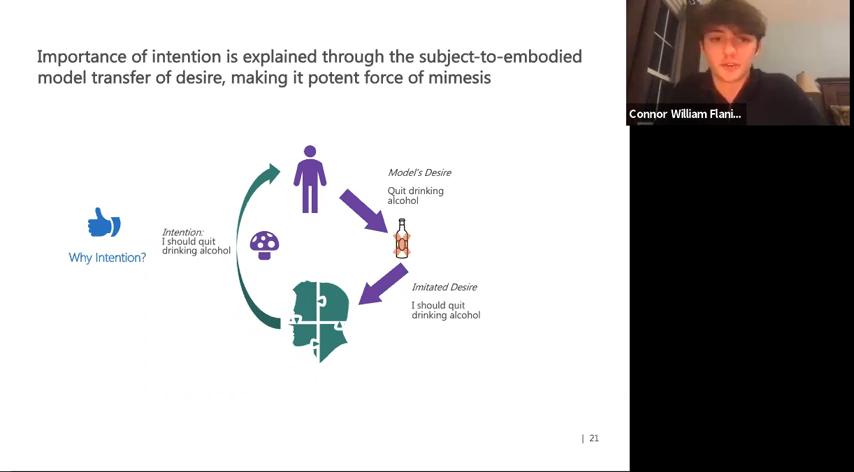 Importance of intention is explained through the subject-to-embodied
model transfer of desire, making it potent force of mimesis
Connor William Flani...
Model's Desire
Quit drinking
alcohol
Intention:
I should quit
drinking alcohol
Why Intention?
Imitated Desire
I should quit
drinking alcohol
| 21